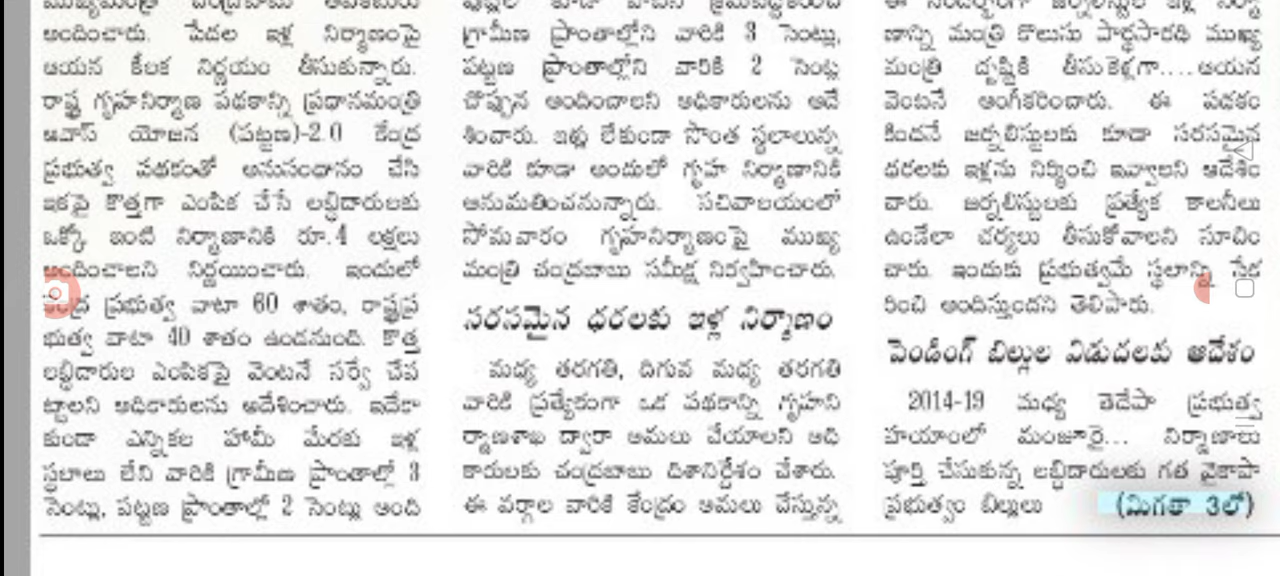 అందించారు. పేదల ఇళ్ల నిర్మాణంపై
ఆయన కీలక నిర్ణయం తీసుకున్నారు.
రాష్ట్ర గృహనిర్మాణ పథకాన్ని ప్రధానమంత్రి
ఆవాస్ యోజన (పట్టణ)-2.0 కేంద్ర
ప్రభుత్వ పథకంతో అనుసంధానం చేసి
ఇకపై కొత్తగా ఎంపిక చేసే లబ్ధిదారులకు
ఒక్కో ఇంటి నిర్మాణానికి రూ.4 లక్షలు
అందించాలని నిర్ణయించారు. ఇందులో
కేంద్ర ప్రభుత్వ వాటా 60 శాతం, రాష్ట్రప్ర
భుత్వ వాటా 40 శాతం ఉండనుంది. కొత్త
లబ్ధిదారుల ఎంపికపై వెంటనే సర్వే చేప
ట్టాలని అధికారులను ఆదేశించారు. ఇదేకా
కుండా ఎన్నికల హామీ మేరకు ఇళ్ల
స్థలాలు లేని వారికి గ్రామీణ ప్రాంతాల్లో 3
సెంట్లు, పట్టణ ప్రాంతాల్లో 2 సెంట్లు అంది
గ్రామీణ ప్రాంతాల్లోని వారికి 3 సెంట్లు,
పట్టణ ప్రాంతాల్లోని వారికి 2 సెంట్ల
చొప్పున అందించాలని అధికారులను ఆదే
శించారు. ఇళ్లు లేకుండా సొంత స్థలాలున్న
వారికి కూడా అందులో గృహ నిర్మాణానికి
అనుమతించనున్నారు. సచివాలయంలో
సోమవారం గృహనిర్మాణంపై ముఖ్య
మంత్రి చంద్రబాబు సమీక్ష నిర్వహించారు.
సరసమైన ధరలకు ఇళ్ల నిర్మాణం
మధ్య తరగతి, దిగువ మధ్య తరగతి
వారికి ప్రత్యేకంగా ఒక పథకాన్ని గృహని
ర్మాణశాఖ ద్వారా అమలు చేయాలని అధి
కారులకు చంద్రబాబు దిశానిర్దేశం చేశారు.
ఈ వర్గాల వారికి కేంద్రం అమలు చేస్తున్న
ణాన్ని మంత్రి కొలుసు పార్థసారథి ముఖ్య
మంత్రి దృష్టికి తీసుకెళ్లగా.... ఆయన
వెంటనే అంగీకరించారు. ఈ పథకం
కిందనే జర్నలిస్టులకు కూడా సరసమైన
ధరలకు ఇళ్లను నిర్మించి ఇవ్వాలని ఆదేశిం
చారు. జర్నలిస్టులకు ప్రత్యేక కాలనీలు
ఉండేలా చర్యలు తీసుకోవాలని సూచిం
చారు. ఇందుకు ప్రభుత్వమే స్థలాన్ని సేక
రించి అందిస్తుందని తెలిపారు.
పెండింగ్ బిల్లుల విడుదలకు ఆదేశం
2014-19 మధ్య తెదేపా ప్రభుత్వ
హయాంలో మంజూరై... నిర్మాణాలు
పూర్తి చేసుకున్న లబ్ధిదారులకు గత వైకాపా
ప్రభుత్వం బిల్లులు (మిగతా 3లో)